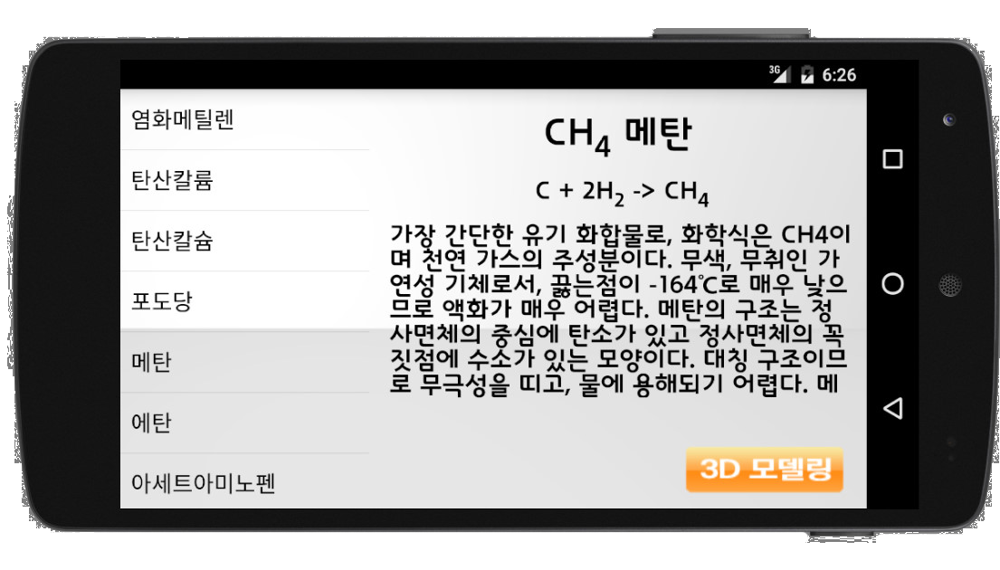 3G 6:26
염화메틸렌
탄산칼륨
탄산칼슘
포도당
메탄
에탄
아세트아미노펜
CH₄ 메탄
C + 2H₂ -> CH₄
가장 간단한 유기 화합물로, 화학식은 CH4이
며 천연 가스의 주성분이다. 무색, 무취인 가
연성 기체로서, 끓는점이 -164℃로 매우 낮으
므로 액화가 매우 어렵다. 메탄의 구조는 정
사면체의 중심에 탄소가 있고 정사면체의 꼭
짓점에 수소가 있는 모양이다. 대칭 구조이므
로 무극성을 띠고, 물에 용해되기 어렵다. 메
3D 모델링